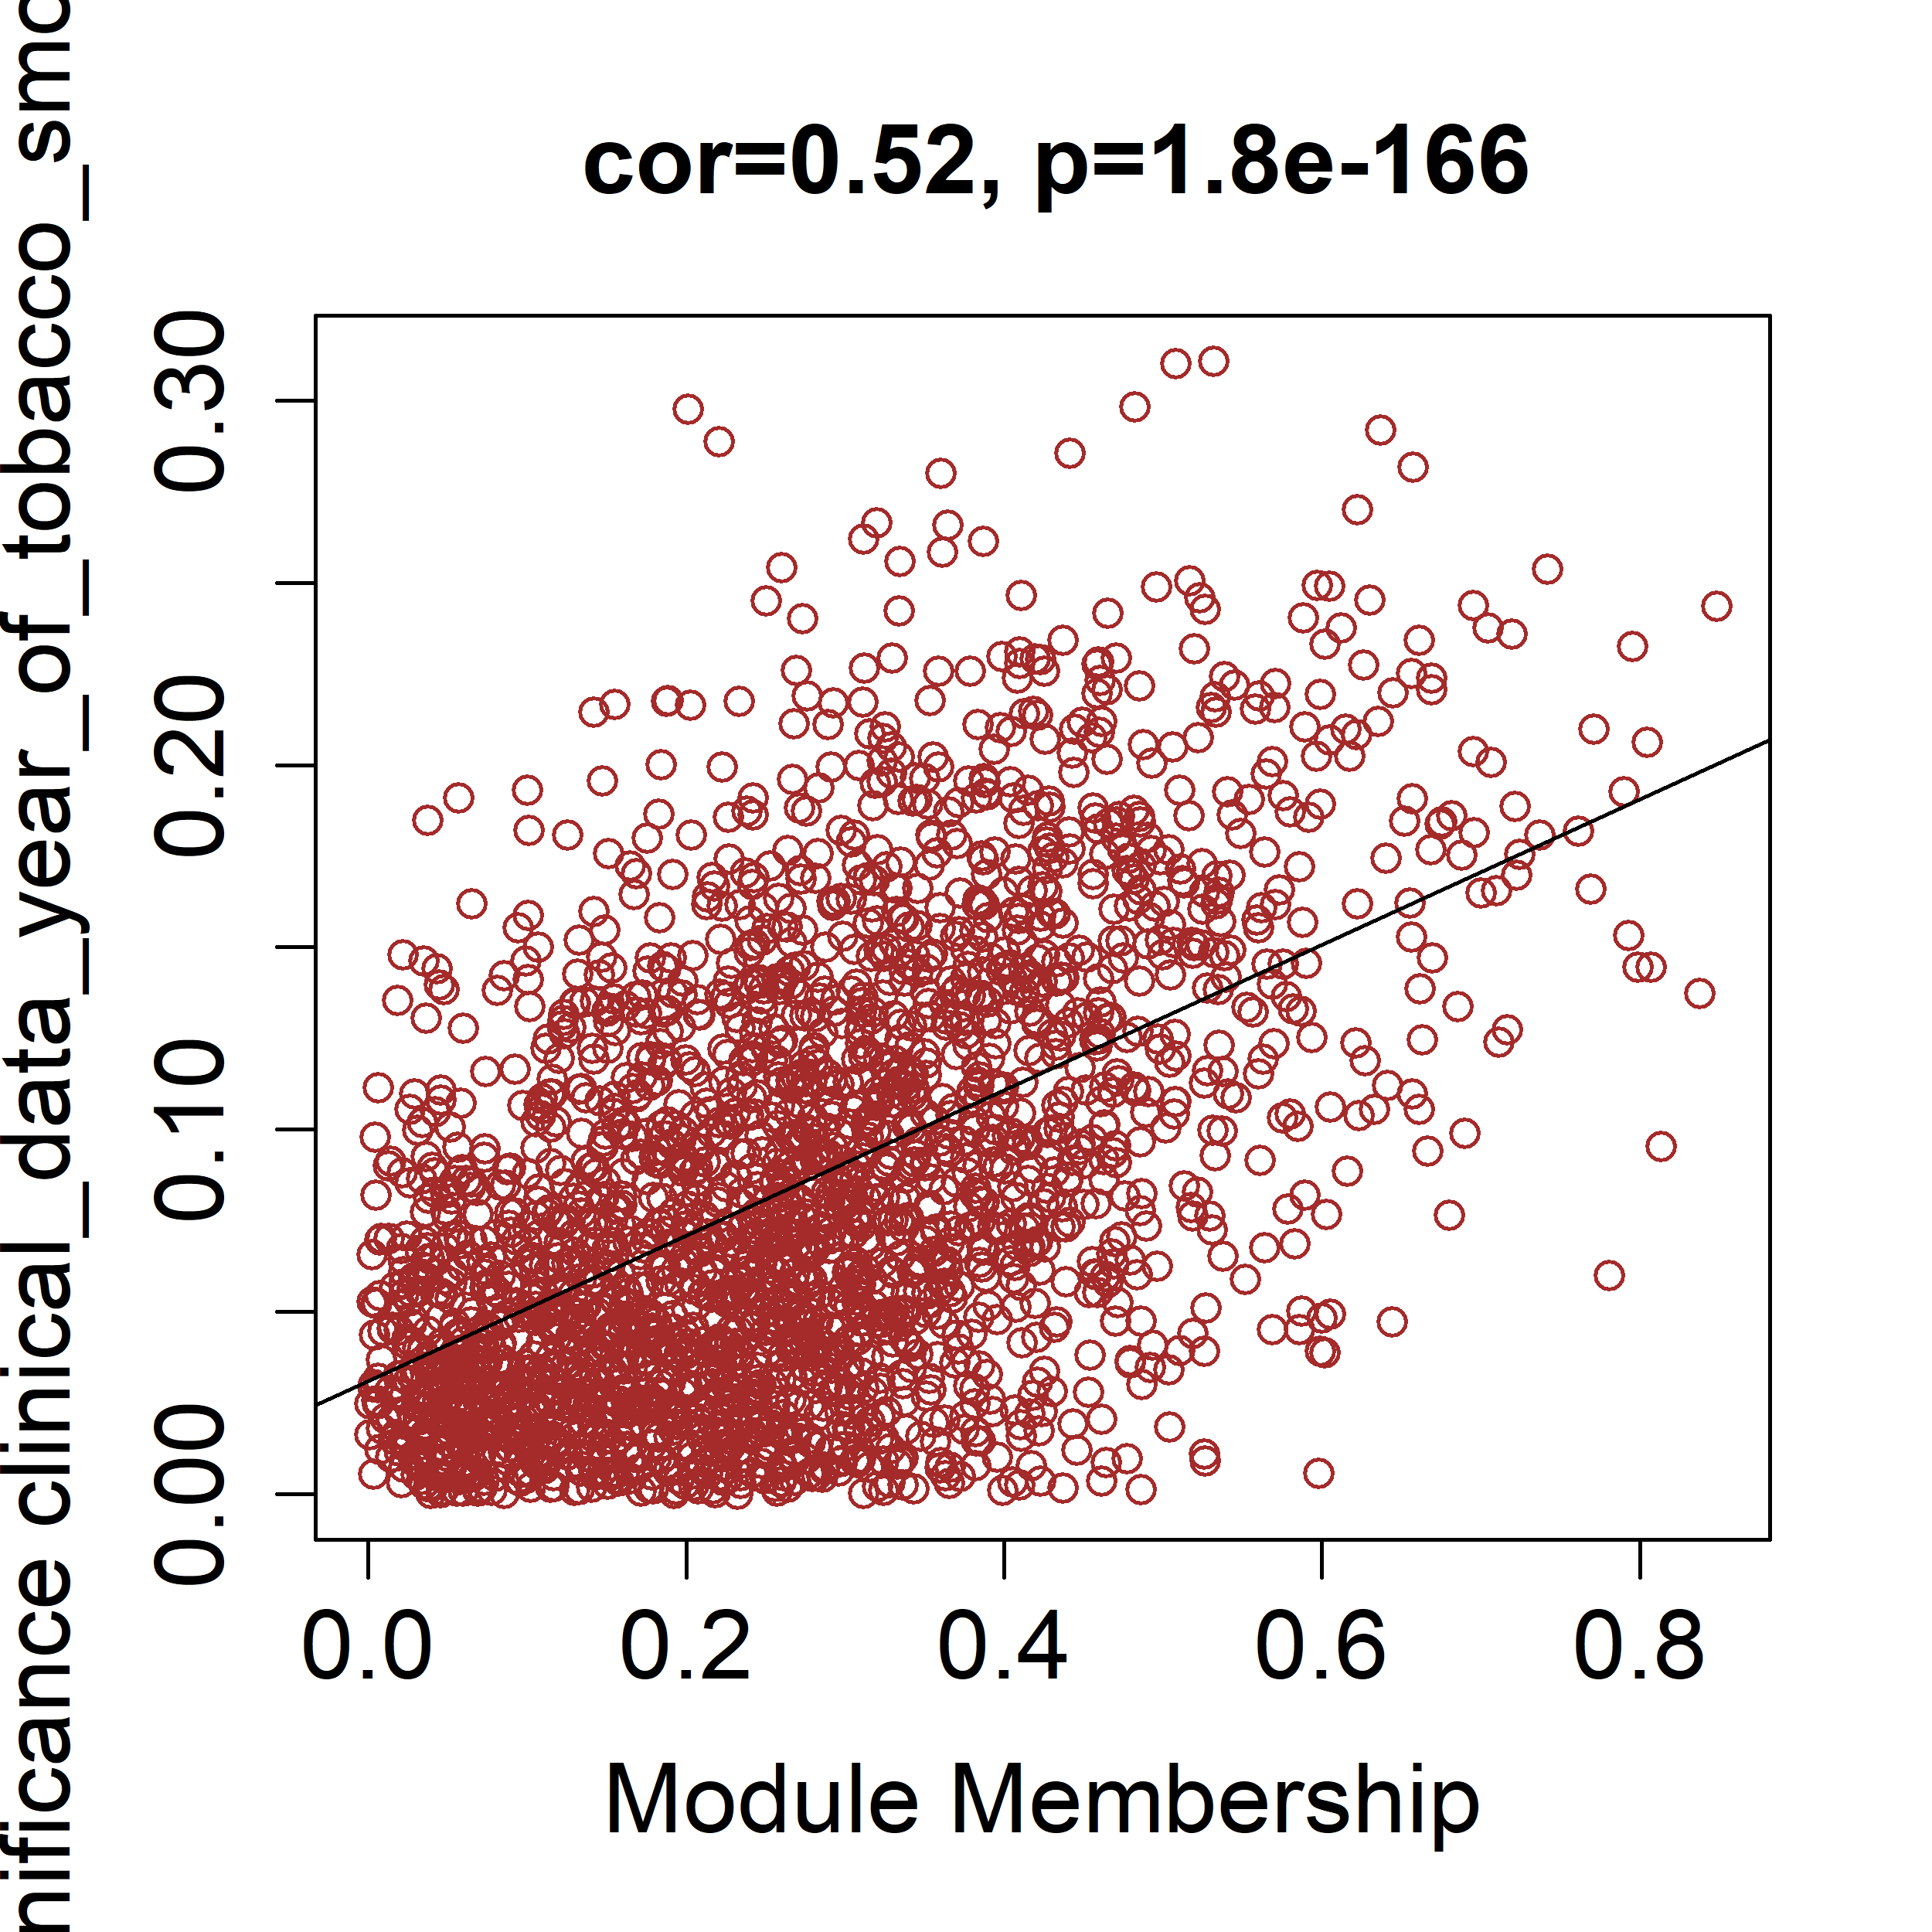 cor=0.52, p=1.8e-166
nificance clinical_data_year_of_tobacco_smo
0.30
0.20
0.10
0.00
0.0 0.2 0.4 0.6 0.8
Module Membership